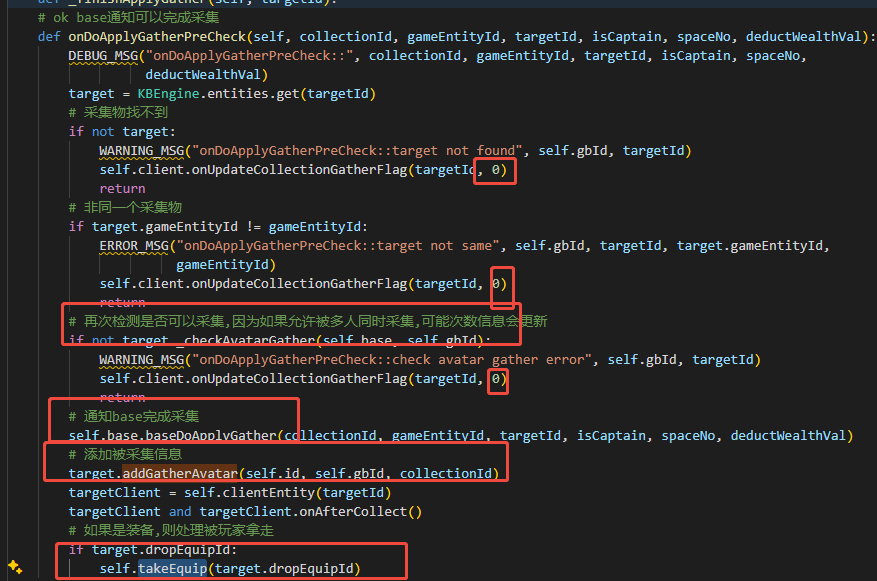 def _finishApplyGather(self, targetId):
# ok base通知可以完成采集
def onDoApplyGatherPreCheck(self, collectionId, gameEntityId, targetId, isCaptain, spaceNo, deductWealthVal):
DEBUG_MSG("onDoApplyGatherPreCheck::", collectionId, gameEntityId, targetId, isCaptain, spaceNo,
deductWealthVal)
target = KBEngine.entities.get(targetId)
# 采集物找不到
if not target:
WARNING_MSG("onDoApplyGatherPreCheck::target not found", self.gbId, targetId)
self.client.onUpdateCollectionGatherFlag(targetId, 0)
return
# 非同一个采集物
if target.gameEntityId != gameEntityId:
ERROR_MSG("onDoApplyGatherPreCheck::target not same", self.gbId, targetId, target.gameEntityId,
gameEntityId)
self.client.onUpdateCollectionGatherFlag(targetId, 0)
return
# 再次检测是否可以采集,因为如果允许被多人同时采集,可能次数信息会更新
if not target._checkAvatarGather(self.base, self.gbId):
WARNING_MSG("onDoApplyGatherPreCheck::check avatar gather error", self.gbId, targetId)
self.client.onUpdateCollectionGatherFlag(targetId, 0)
return
# 通知base完成采集
self.base.baseDoApplyGather(collectionId, gameEntityId, targetId, isCaptain, spaceNo, deductWealthVal)
# 添加被采集信息
target.addGatherAvatar(self.id, self.gbId, collectionId)
targetClient = self.clientEntity(targetId)
targetClient and targetClient.onAfterCollect()
# 如果是装备,则处理被玩家拿走
if target.dropEquipId:
self.takeEquip(target.dropEquipId)